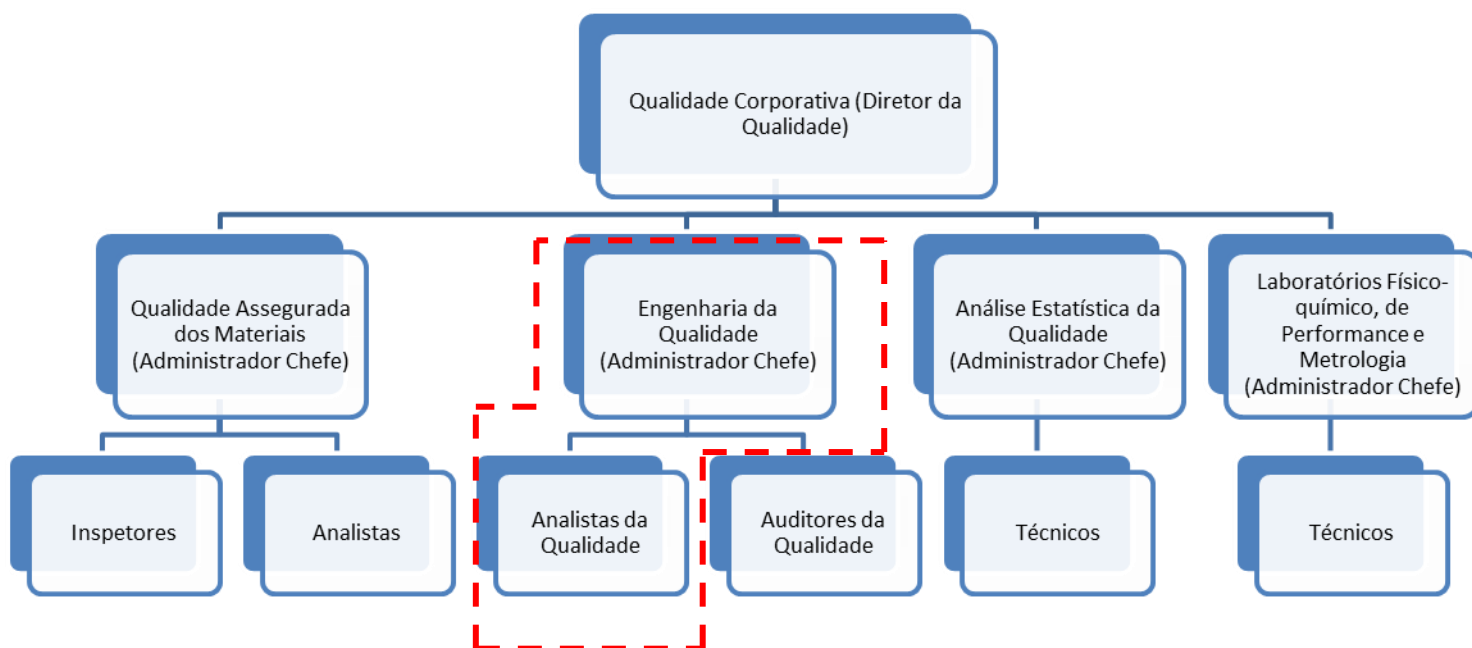 Qualidade Corporativa (Diretor da
Qualidade)
Qualidade Assegurada
dos Materiais
(Administrador Chefe)
Engenharia da
Qualidade
(Administrador Chefe)
Análise Estatística da
Qualidade
(Administrador Chefe)
Laboratórios Físico-
químico, de
Performance e
Metrologia
(Administrador Chefe)
Inspetores
Analistas
Analistas da
Qualidade
Auditores da
Qualidade
Técnicos
Técnicos